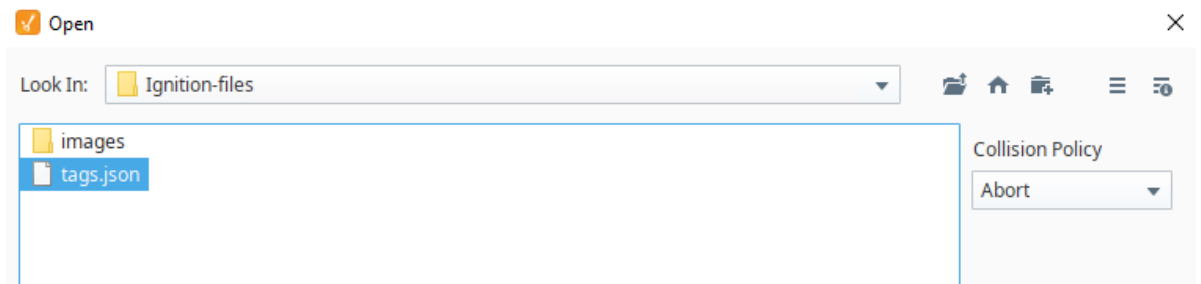 Open
Look In: Ignition-files
images
tags.json
Collision Policy
Abort